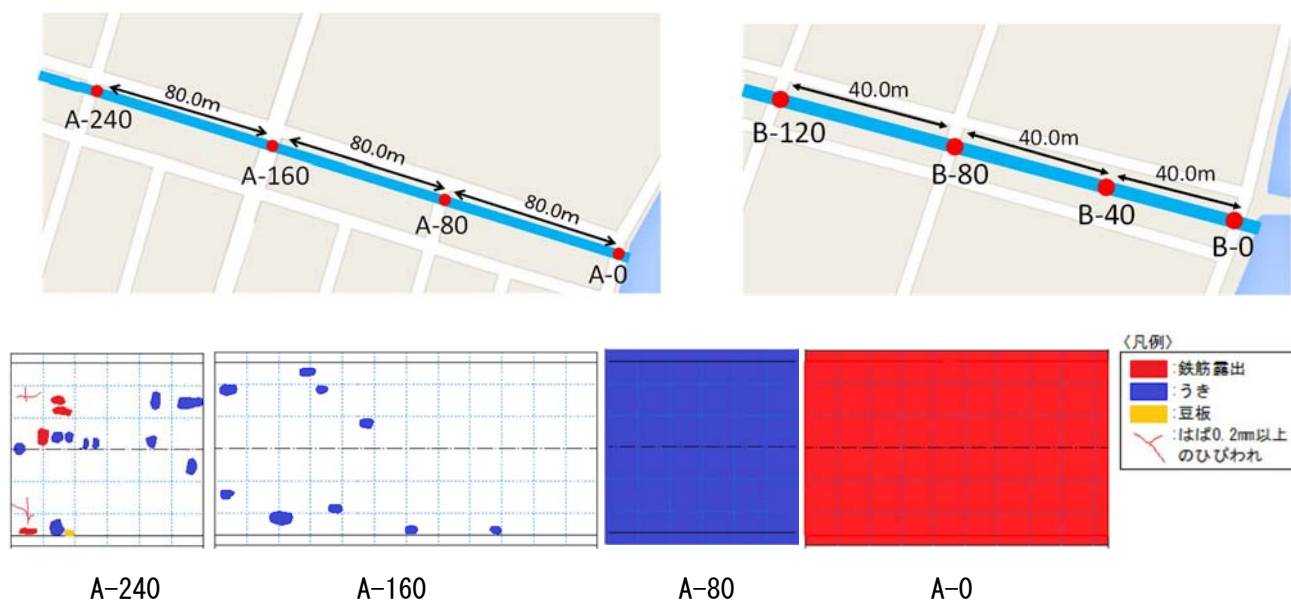 80.0m
80.0m
80.0m
A-240
A-160
A-80
A-0
40.0m
40.0m
40.0m
B-120
B-80
B-40
B-0
〈凡例〉
:鉄筋露出
:うき
:豆板
:はば0.2mm以上
のひびわれ
A-240
A-160
A-80
A-0